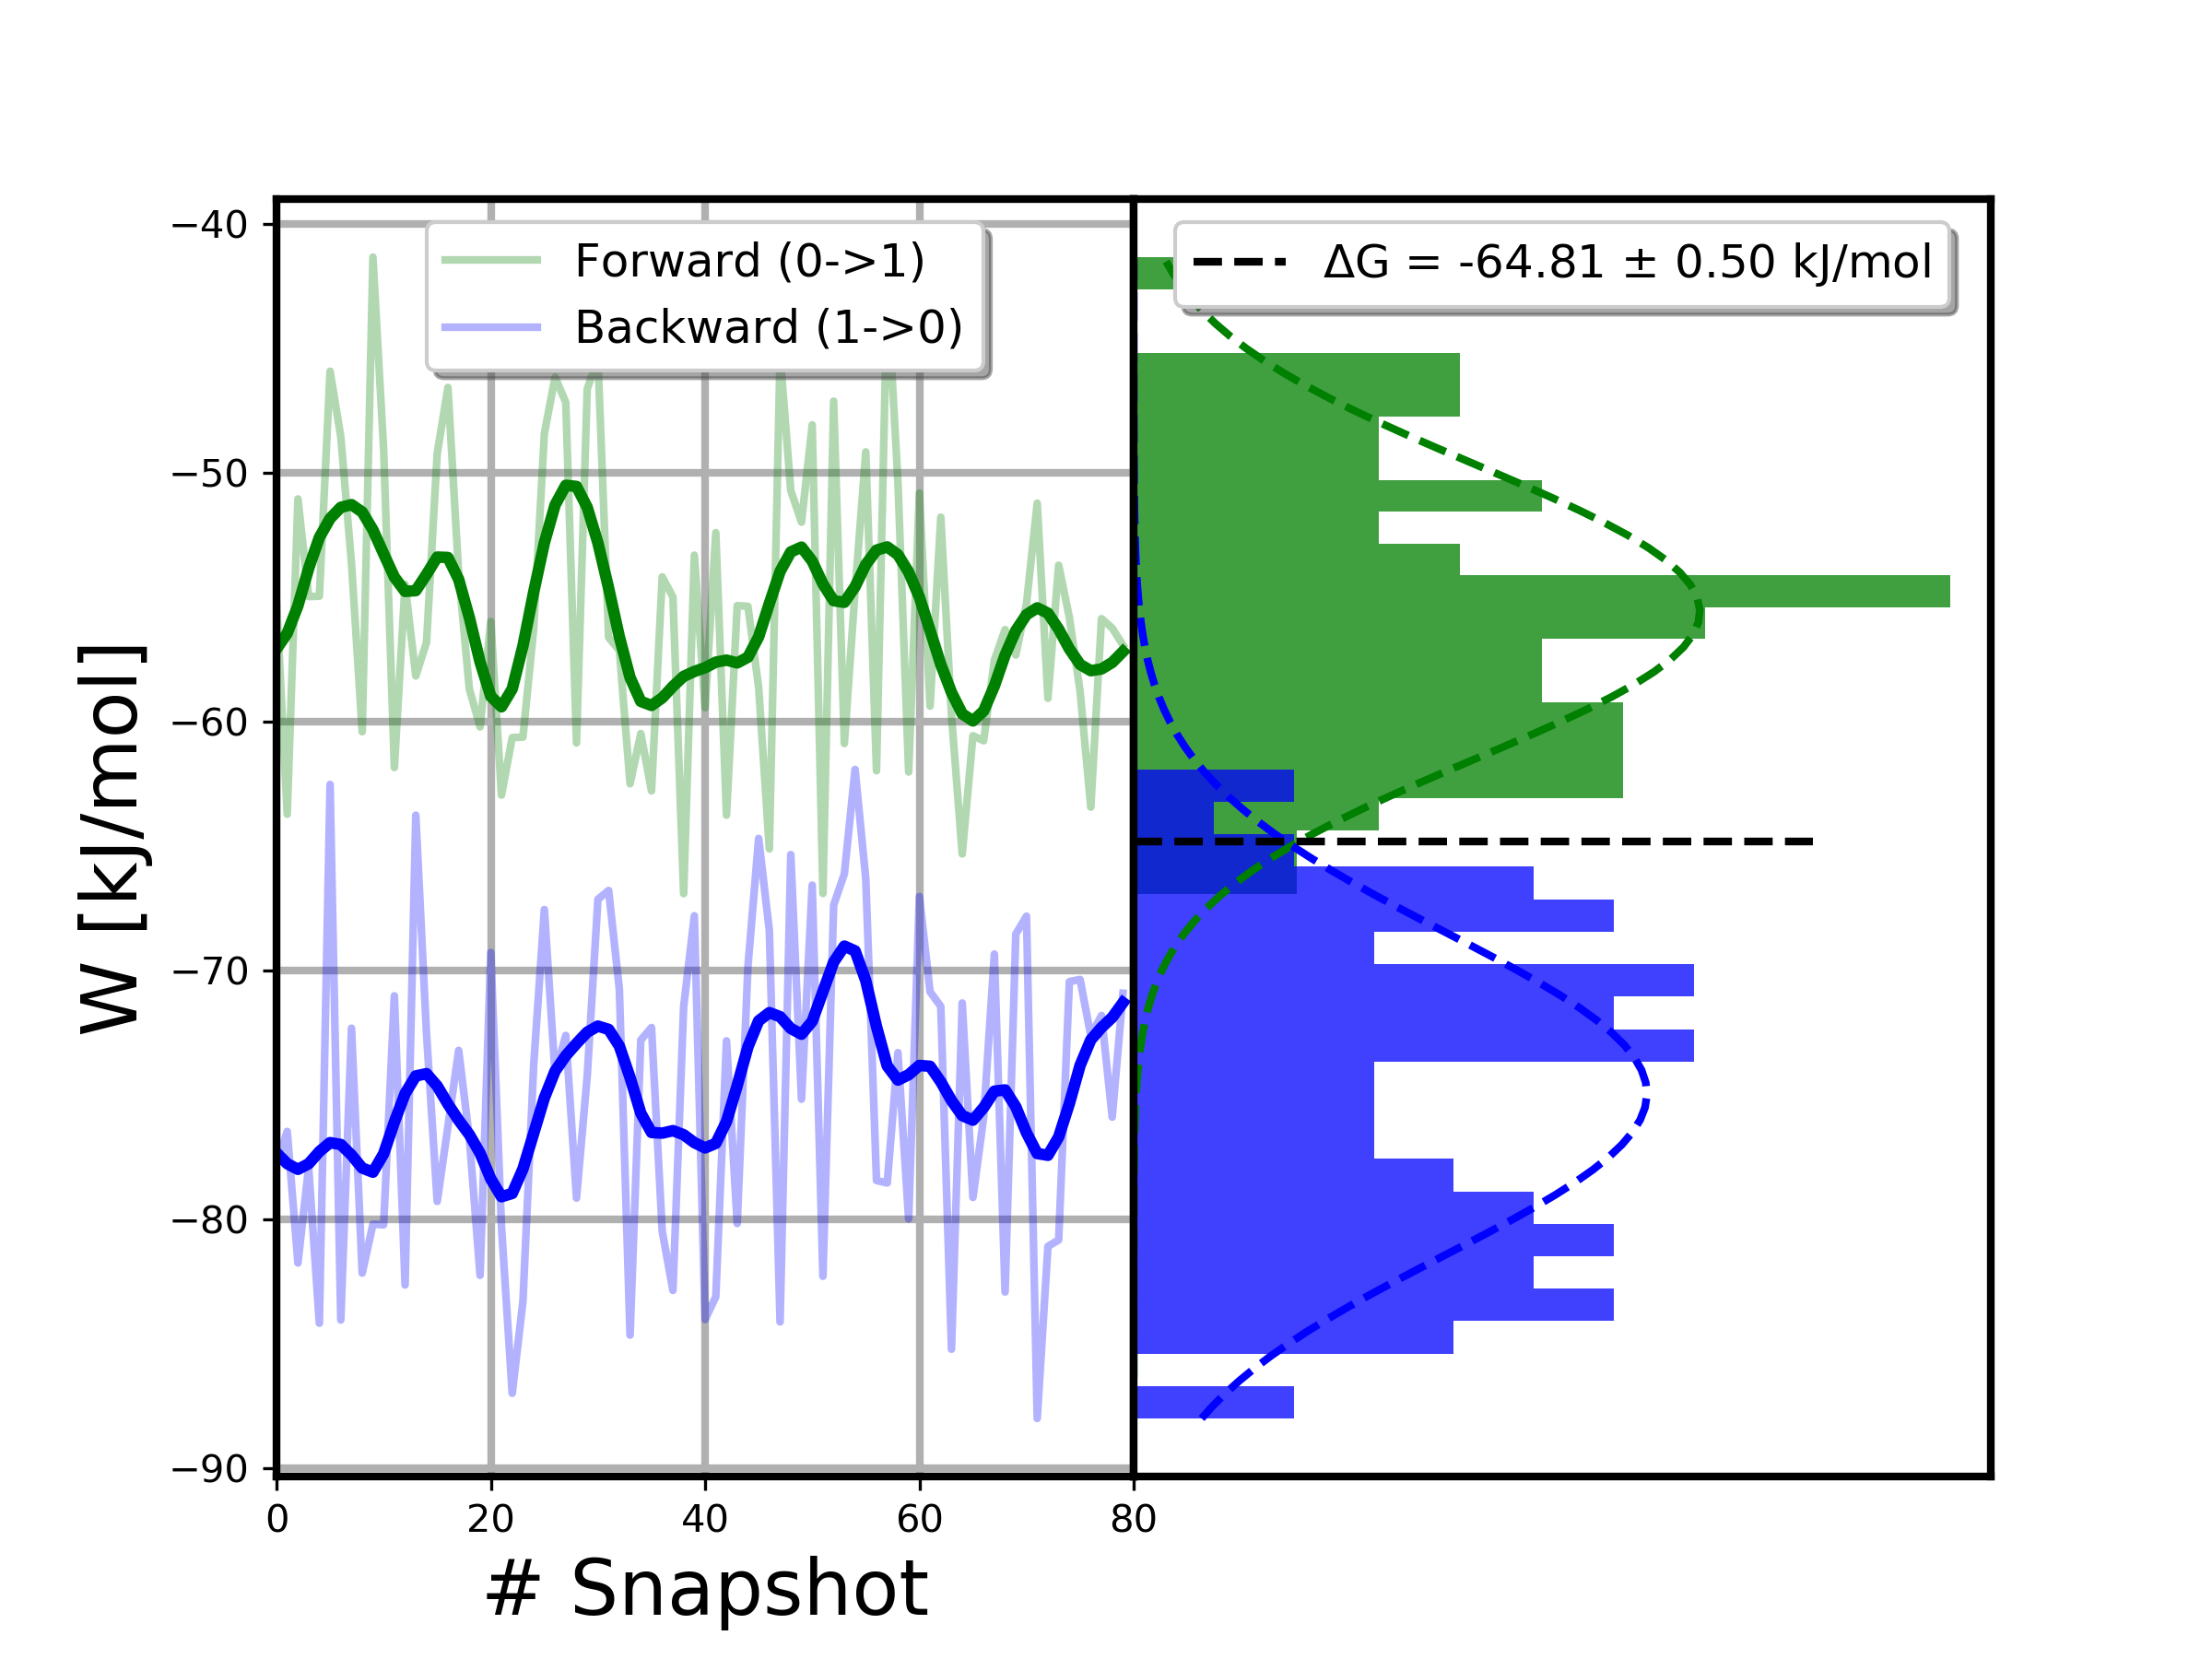 Forward (0->1)
Backward (1->0)
ΔG = -64.81 ± 0.50 kJ/mol
W [kJ/mol]
−40
−50
−60
−70
−80
−90
0 20 40 60 80
# Snapshot